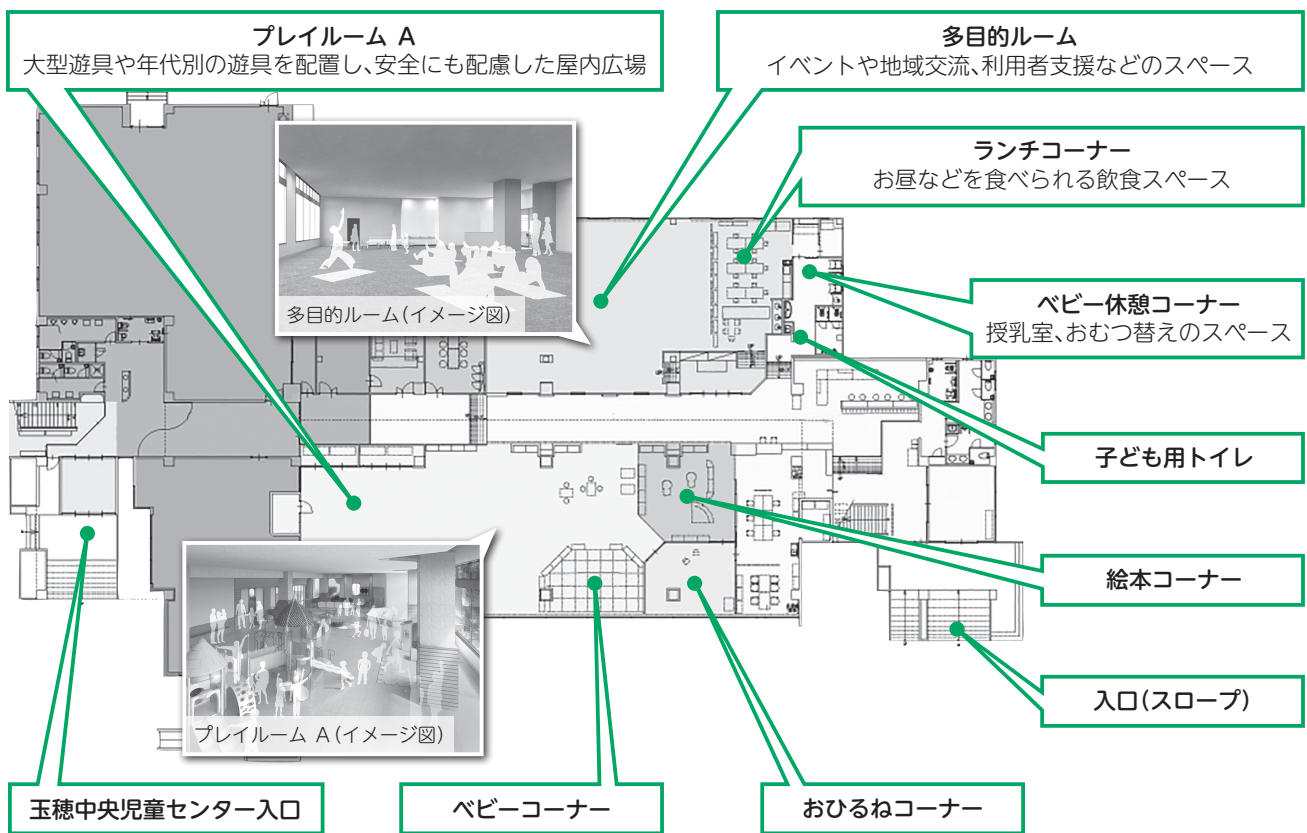 プレイルーム A
大型遊具や年代別の遊具を配置し、安全にも配慮した屋内広場
多目的ルーム
イベントや地域交流、利用者支援などのスペース
ランチコーナー
お昼などを食べられる飲食スペース
多目的ルーム(イメージ図)
ベビー休憩コーナー
授乳室、おむつ替えのスペース
子ども用トイレ
絵本コーナー
入口(スロープ)
プレイルーム A(イメージ図)
玉穂中央児童センター入口
ベビーコーナー
おひるねコーナー